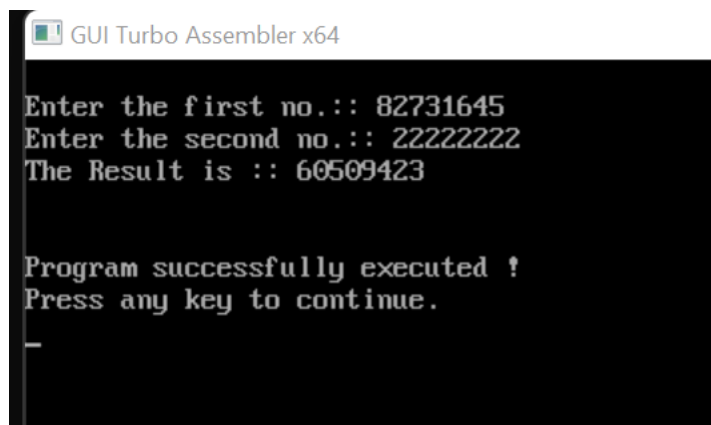 GUI Turbo Assembler x64
Enter the first no.:: 82731645
Enter the second no.:: 22222222
The Result is :: 60509423
Program successfully executed !
Press any key to continue.